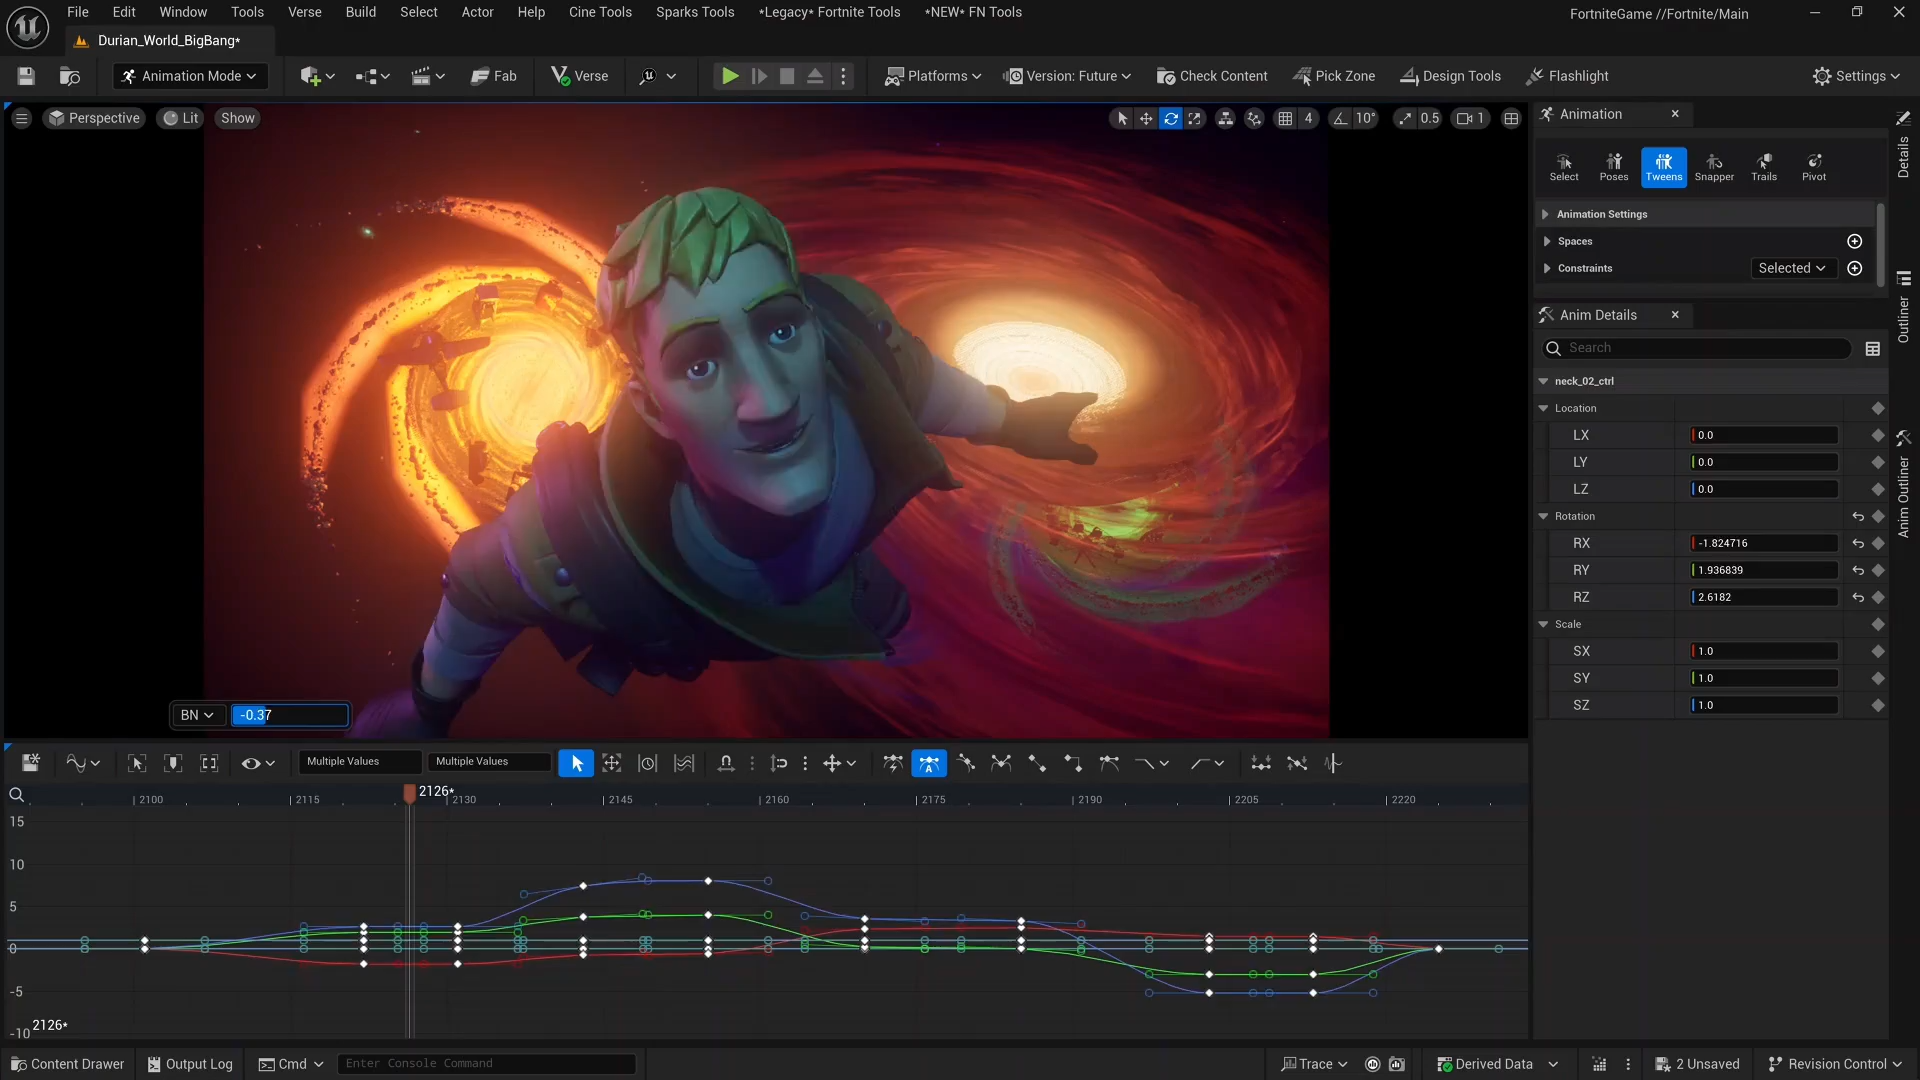 File Edit Window Tools Verse Build Select Actor Help Cine Tools Sparks Tools *Legacy* Fortnite Tools *NEW* FN Tools
FortniteGame //Fortnite/Main
Durian_World_BigBang*
Animation Mode Fab Verse Platforms Version: Future Check Content Pick Zone Design Tools Flashlight Settings
Perspective Lit Show 4 10° 0.5 1
Animation
Select Poses Tweens Snapper Trails Pivot
Animation Settings
Spaces
Constraints Selected
Anim Details
Search
neck_02_ctrl
Location
LX 0.0
LY 0.0
LZ 0.0
Rotation
RX -1.824716
RY 1.936839
RZ 2.6182
Scale
SX 1.0
SY 1.0
SZ 1.0
Details
Outliner
Anim Outliner
BN -0.37
Multiple Values Multiple Values
2126*
2100 2115 2130 2145 2160 2175 2190 2205 2220
15
10
5
0
-5
-10
2126*
Content Drawer Output Log Cmd Enter Console Command Trace Derived Data 2 Unsaved Revision Control